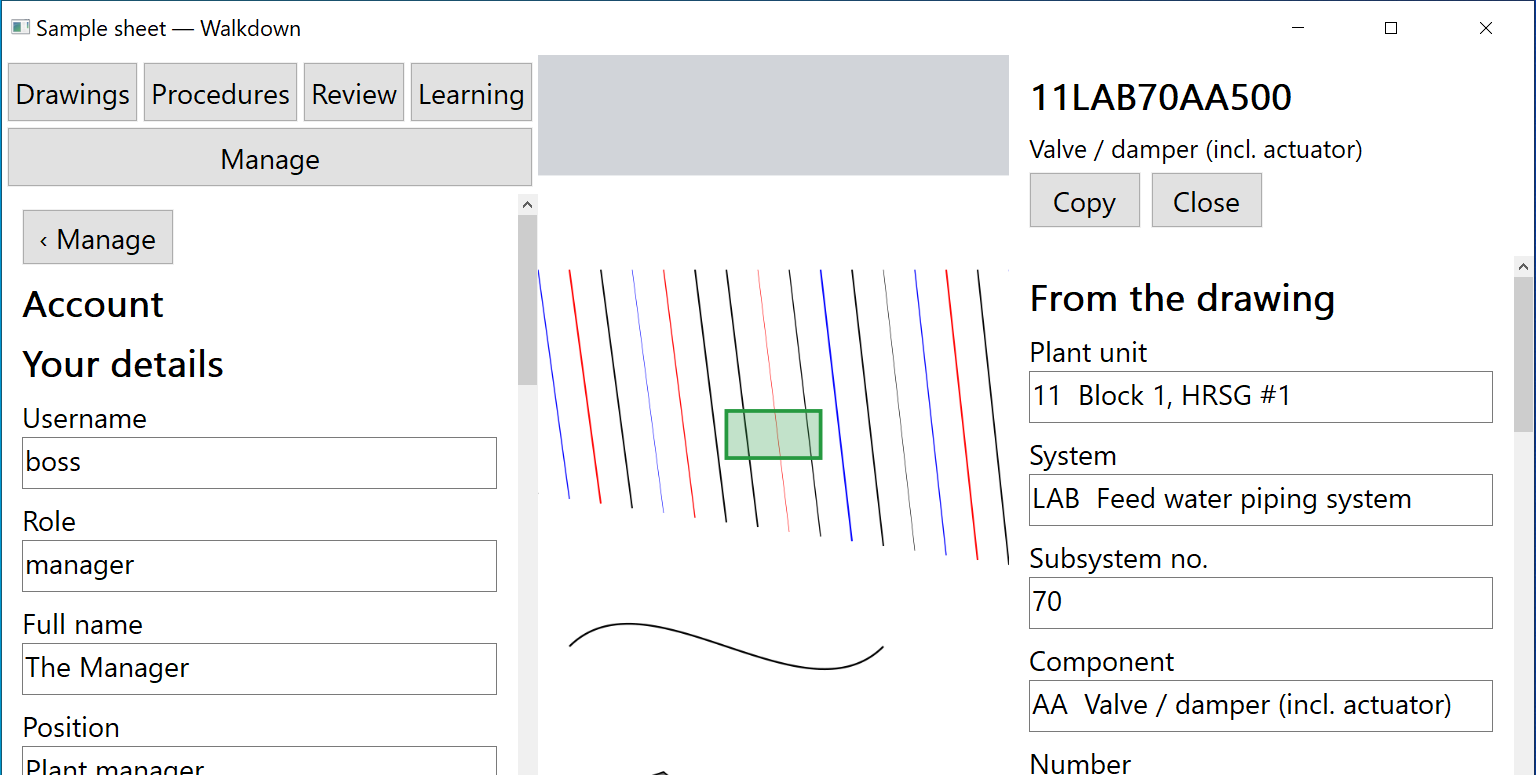 Sample sheet — Walkdown
Drawings
Procedures
Review
Learning
Manage
‹ Manage
Account
Your details
Username
boss
Role
manager
Full name
The Manager
Position
Plant manager
11LAB70AA500
Valve / damper (incl. actuator)
Copy
Close
From the drawing
Plant unit
11  Block 1, HRSG #1
System
LAB  Feed water piping system
Subsystem no.
70
Component
AA  Valve / damper (incl. actuator)
Number